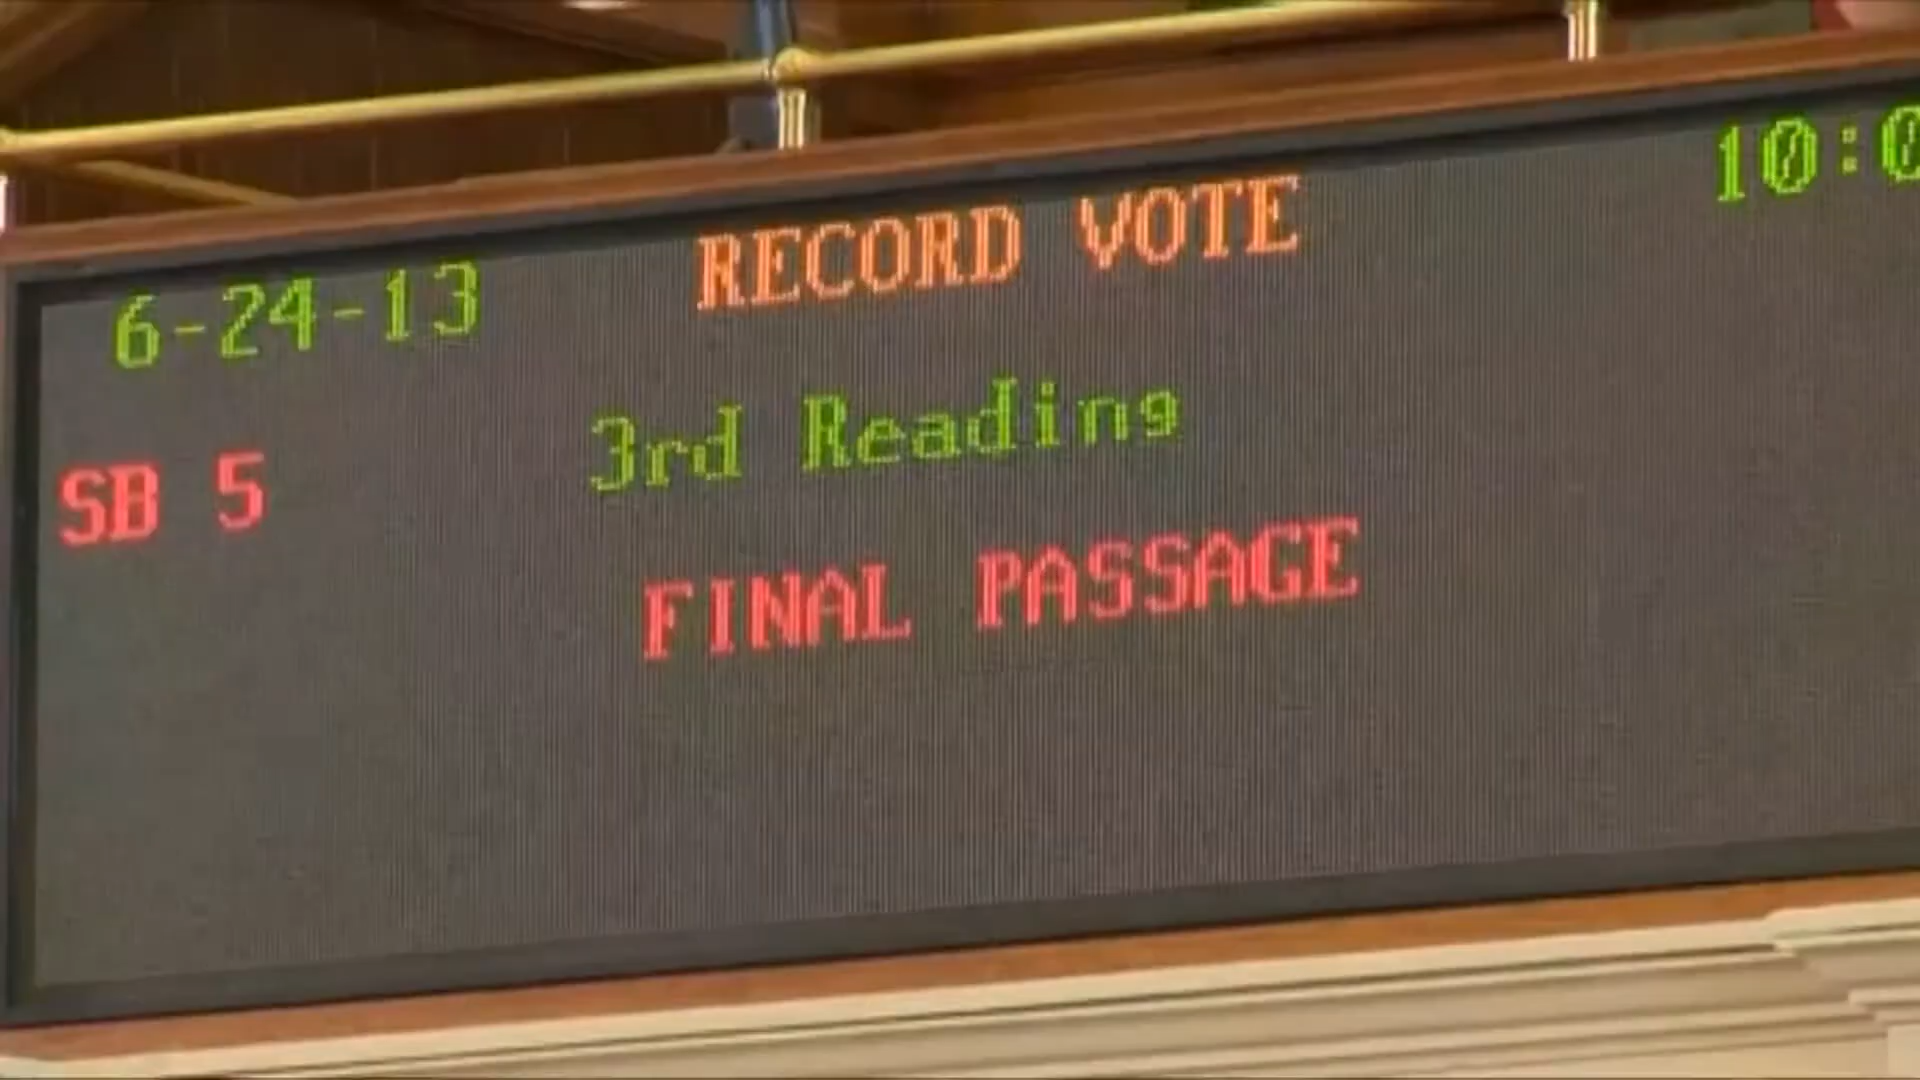 RECORD VOTE
6-24-13
10:0
3rd Reading
SB 5
FINAL PASSAGE